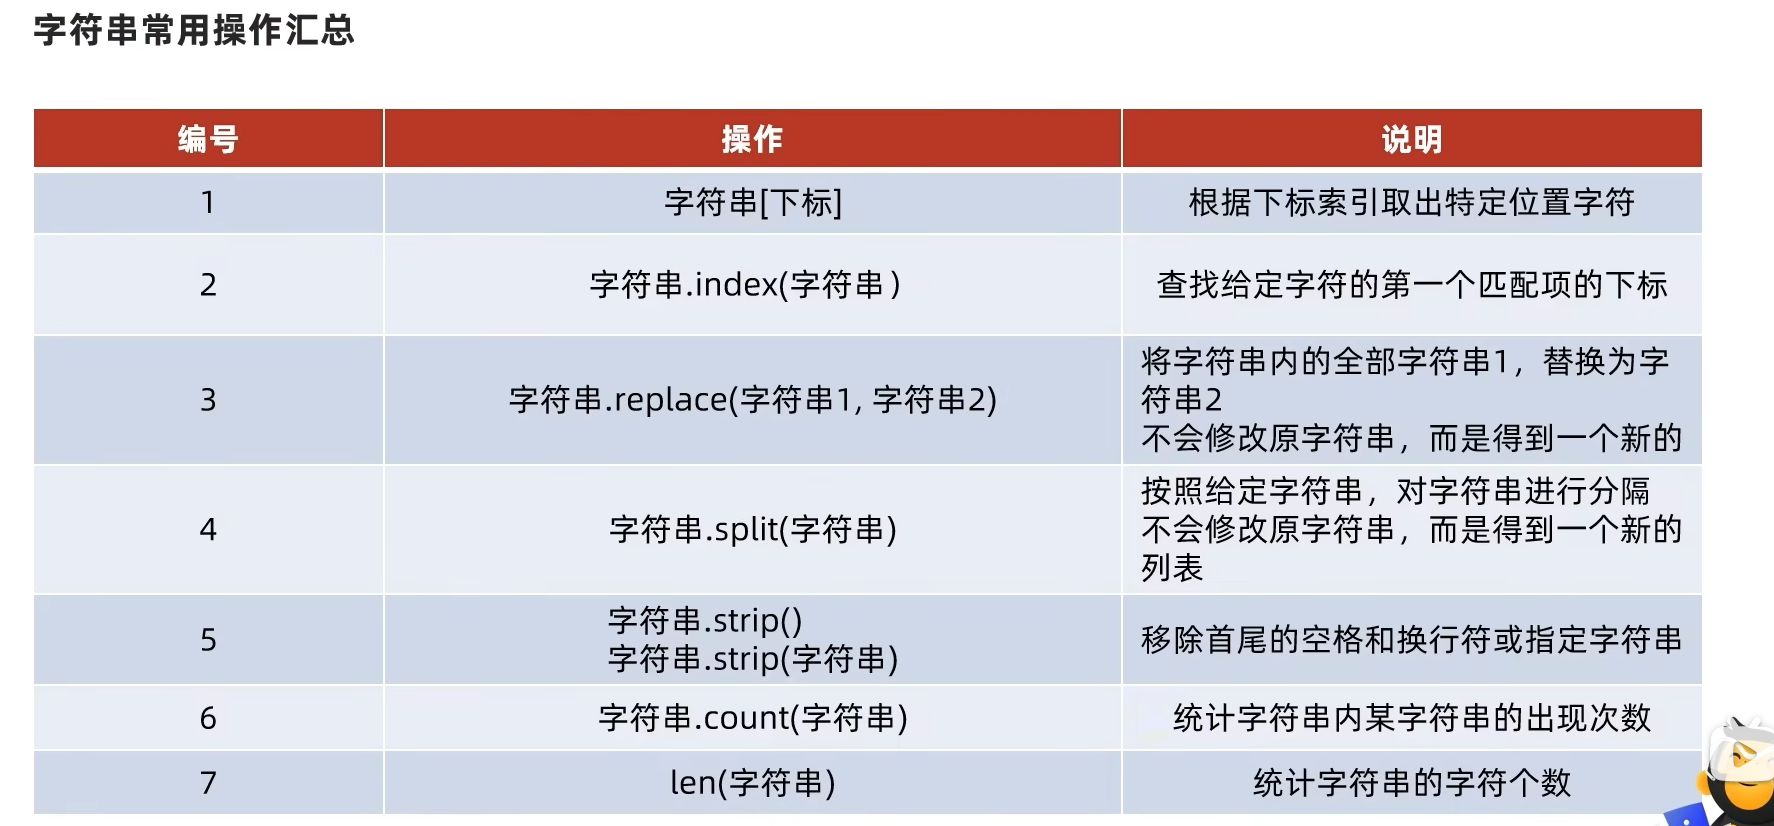 字符串常用操作汇总
编号 操作 说明
1 字符串[下标] 根据下标索引取出特定位置字符
2 字符串.index(字符串) 查找给定字符的第一个匹配项的下标
3 字符串.replace(字符串1, 字符串2) 将字符串内的全部字符串1，替换为字
符串2
不会修改原字符串，而是得到一个新的
4 字符串.split(字符串) 按照给定字符串，对字符串进行分隔
不会修改原字符串，而是得到一个新的
列表
5 字符串.strip()
字符串.strip(字符串) 移除首尾的空格和换行符或指定字符串
6 字符串.count(字符串) 统计字符串内某字符串的出现次数
7 len(字符串) 统计字符串的字符个数